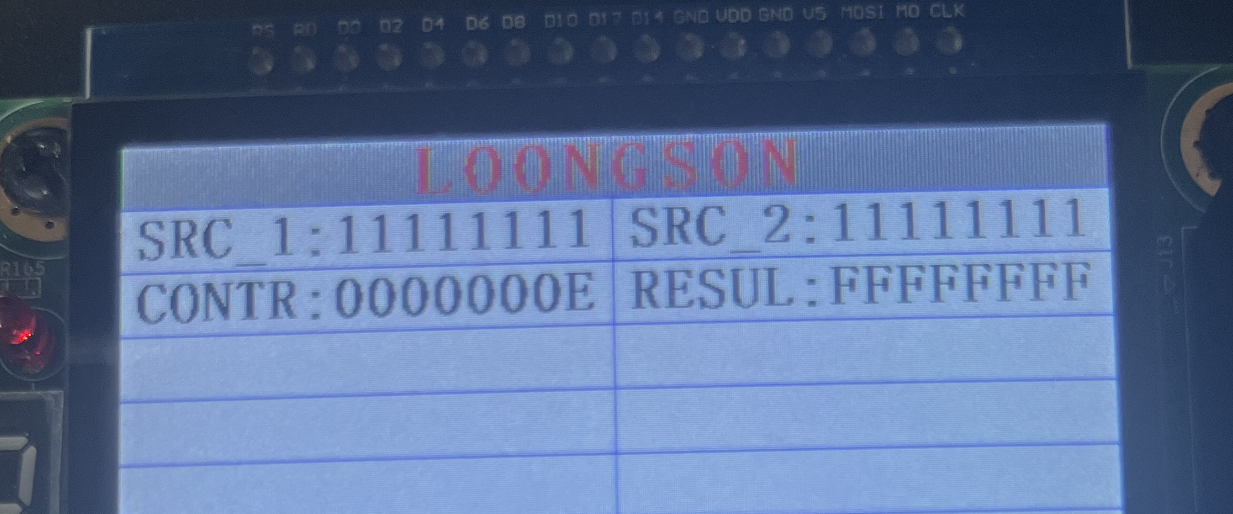 RS RD D0 D2 D4 D6 D8 D10 D12 D14 GND VDD GND V5 MOSI MO CLK
LOONGSON
SRC_1:11111111 SRC_2:11111111
CONTR:0000000E RESUL:FFFFFFFF
R165
J13